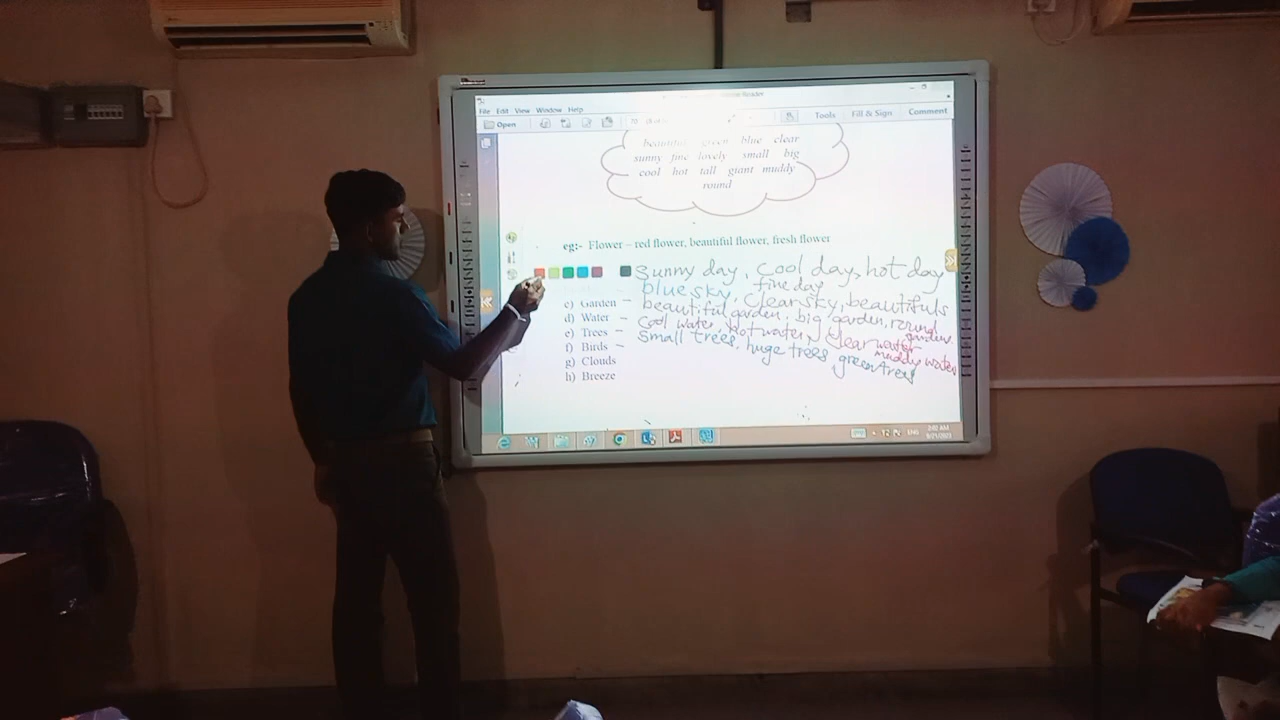 File Edit View Window Help
Open
Tools Fill & Sign Comment
beautiful green blue clear
sunny fine lovely small big
cool hot tall giant muddy
round
eg:- Flower – red flower, beautiful flower, fresh flower
Sunny day, Cool day, hot day
fine day
blue sky, Clear sky, beautifuls
c) Garden – beautiful garden, big garden, round garden
d) Water – Cool water, hot water, Clear water
muddy water
e) Trees – Small trees, huge trees, green trees
f) Birds –
g) Clouds
h) Breeze
ENG